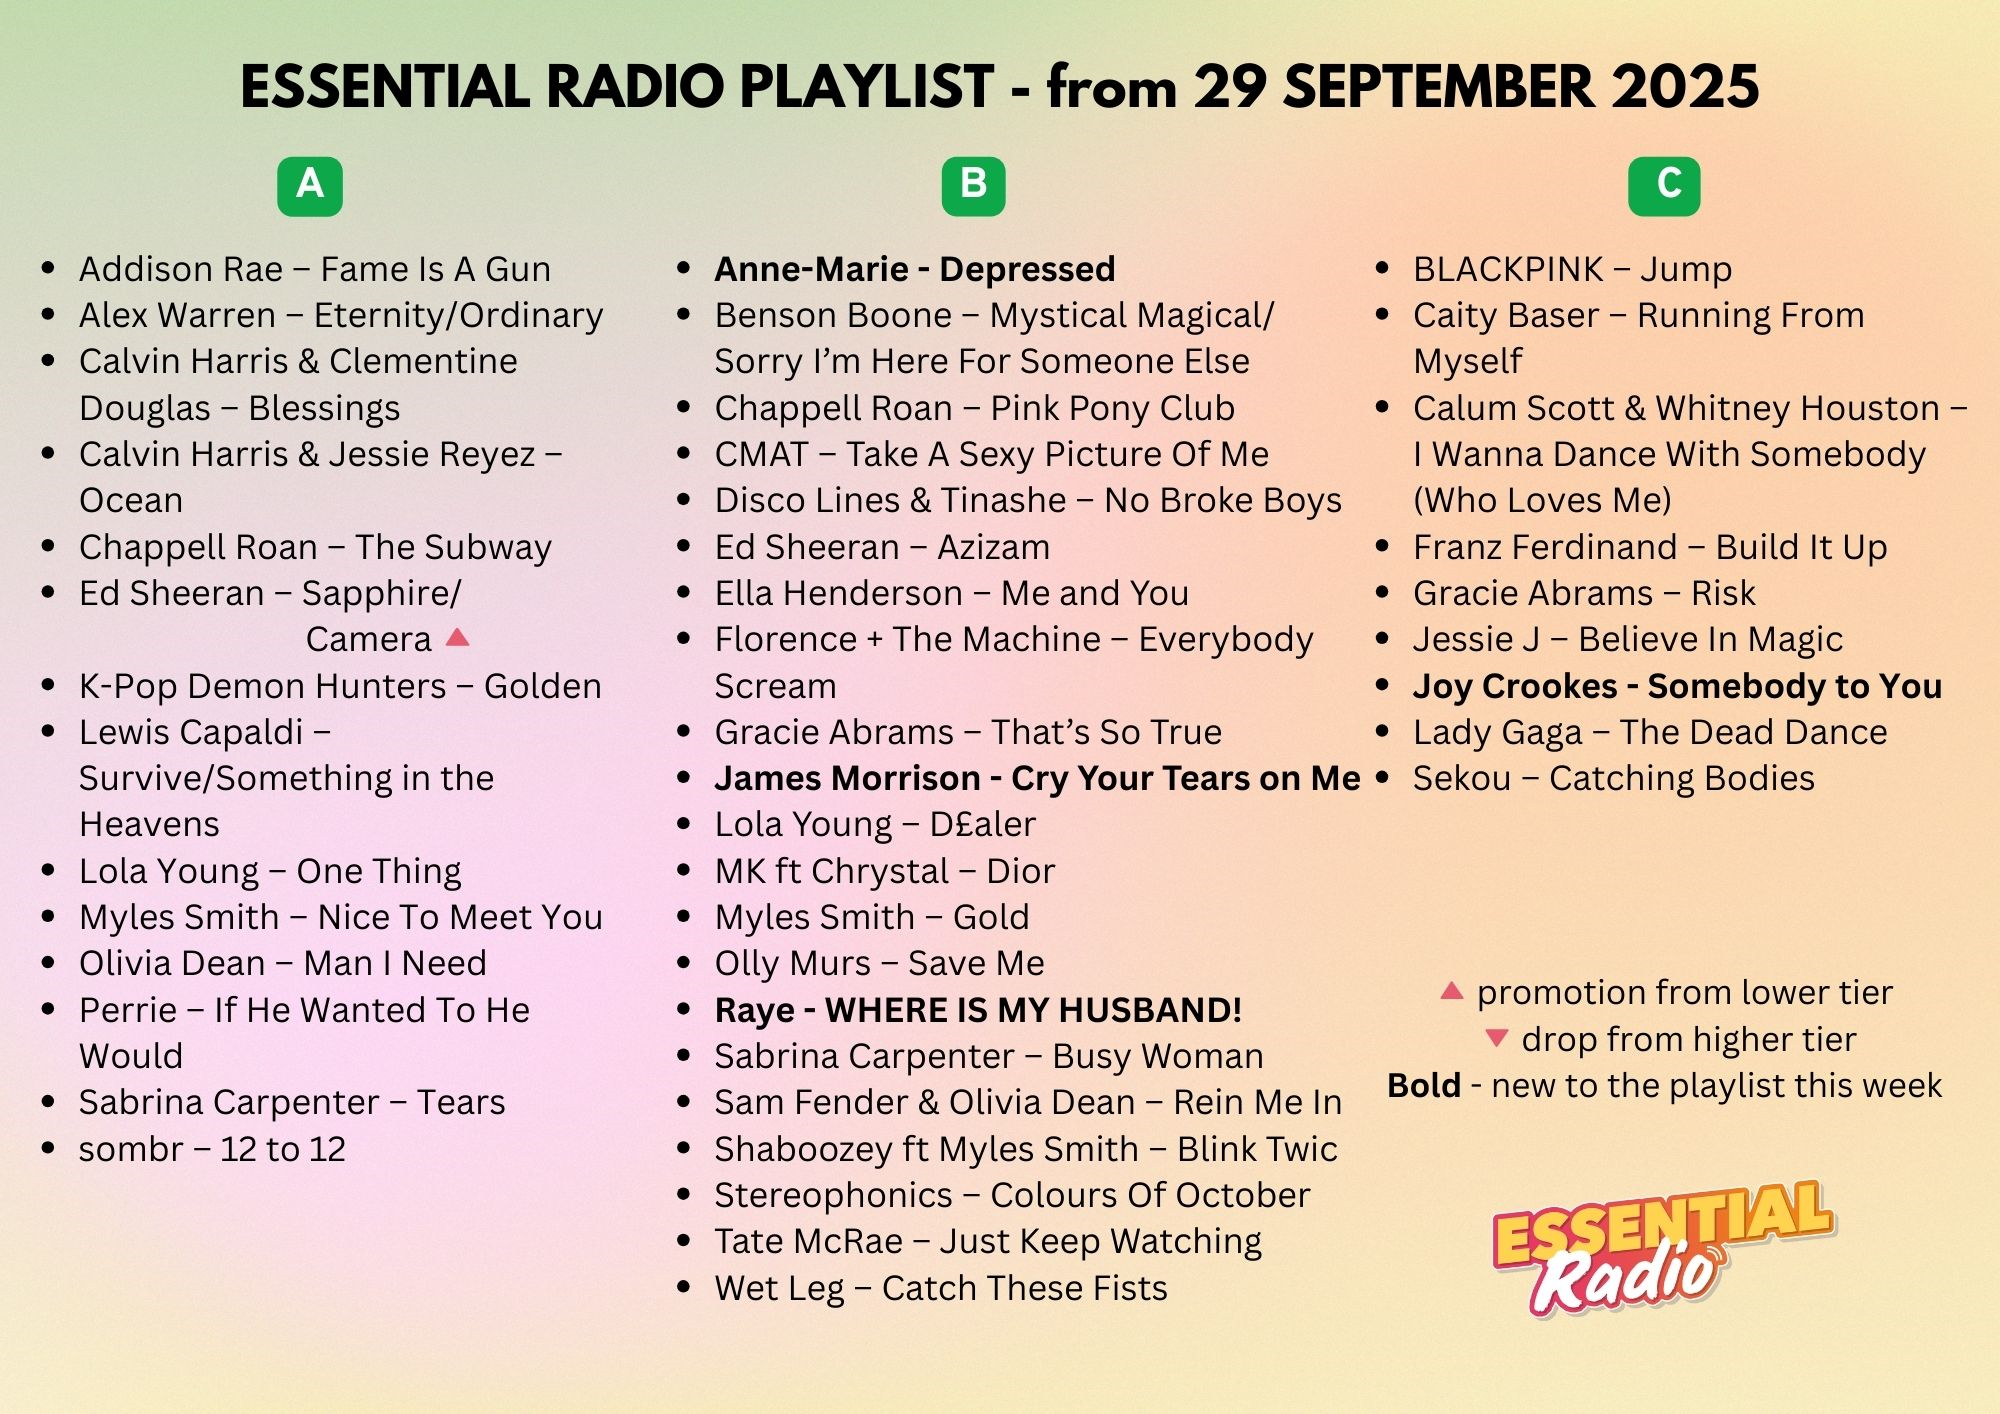 ESSENTIAL RADIO PLAYLIST - from 29 SEPTEMBER 2025
A
Addison Rae – Fame Is A Gun
Alex Warren – Eternity/Ordinary
Calvin Harris & Clementine
Douglas – Blessings
Calvin Harris & Jessie Reyez –
Ocean
Chappell Roan – The Subway
Ed Sheeran – Sapphire/
Camera 🔺
K-Pop Demon Hunters – Golden
Lewis Capaldi –
Survive/Something in the
Heavens
Lola Young – One Thing
Myles Smith – Nice To Meet You
Olivia Dean – Man I Need
Perrie – If He Wanted To He
Would
Sabrina Carpenter – Tears
sombr – 12 to 12
B
Anne-Marie - Depressed
Benson Boone – Mystical Magical/
Sorry I’m Here For Someone Else
Chappell Roan – Pink Pony Club
CMAT – Take A Sexy Picture Of Me
Disco Lines & Tinashe – No Broke Boys
Ed Sheeran – Azizam
Ella Henderson – Me and You
Florence + The Machine – Everybody
Scream
Gracie Abrams – That’s So True
James Morrison - Cry Your Tears on Me
Lola Young – D£aler
MK ft Chrystal – Dior
Myles Smith – Gold
Olly Murs – Save Me
Raye - WHERE IS MY HUSBAND!
Sabrina Carpenter – Busy Woman
Sam Fender & Olivia Dean – Rein Me In
Shaboozey ft Myles Smith – Blink Twic
Stereophonics – Colours Of October
Tate McRae – Just Keep Watching
Wet Leg – Catch These Fists
C
BLACKPINK – Jump
Caity Baser – Running From
Myself
Calum Scott & Whitney Houston –
I Wanna Dance With Somebody
(Who Loves Me)
Franz Ferdinand – Build It Up
Gracie Abrams – Risk
Jessie J – Believe In Magic
Joy Crookes - Somebody to You
Lady Gaga – The Dead Dance
Sekou – Catching Bodies
🔺 promotion from lower tier
🔻 drop from higher tier
Bold - new to the playlist this week
ESSENTIAL
Radio